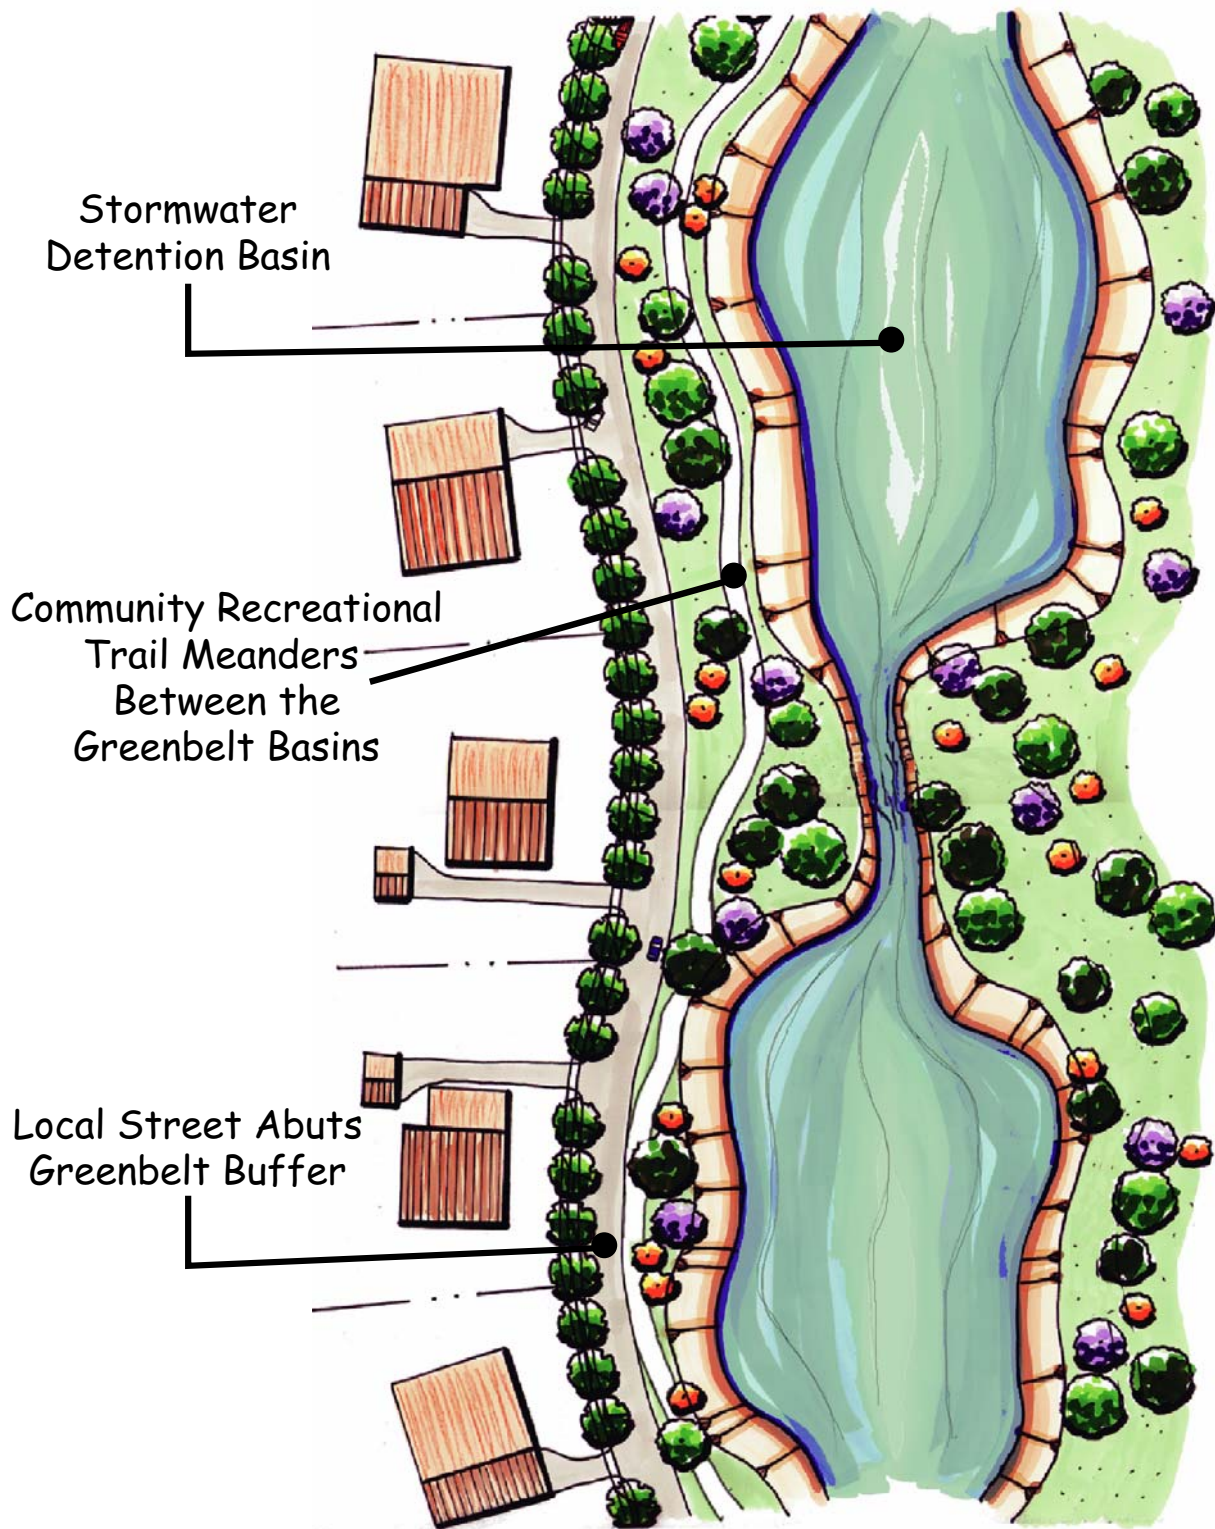 Stormwater
Detention Basin
Community Recreational
Trail Meanders
Between the
Greenbelt Basins
Local Street Abuts
Greenbelt Buffer